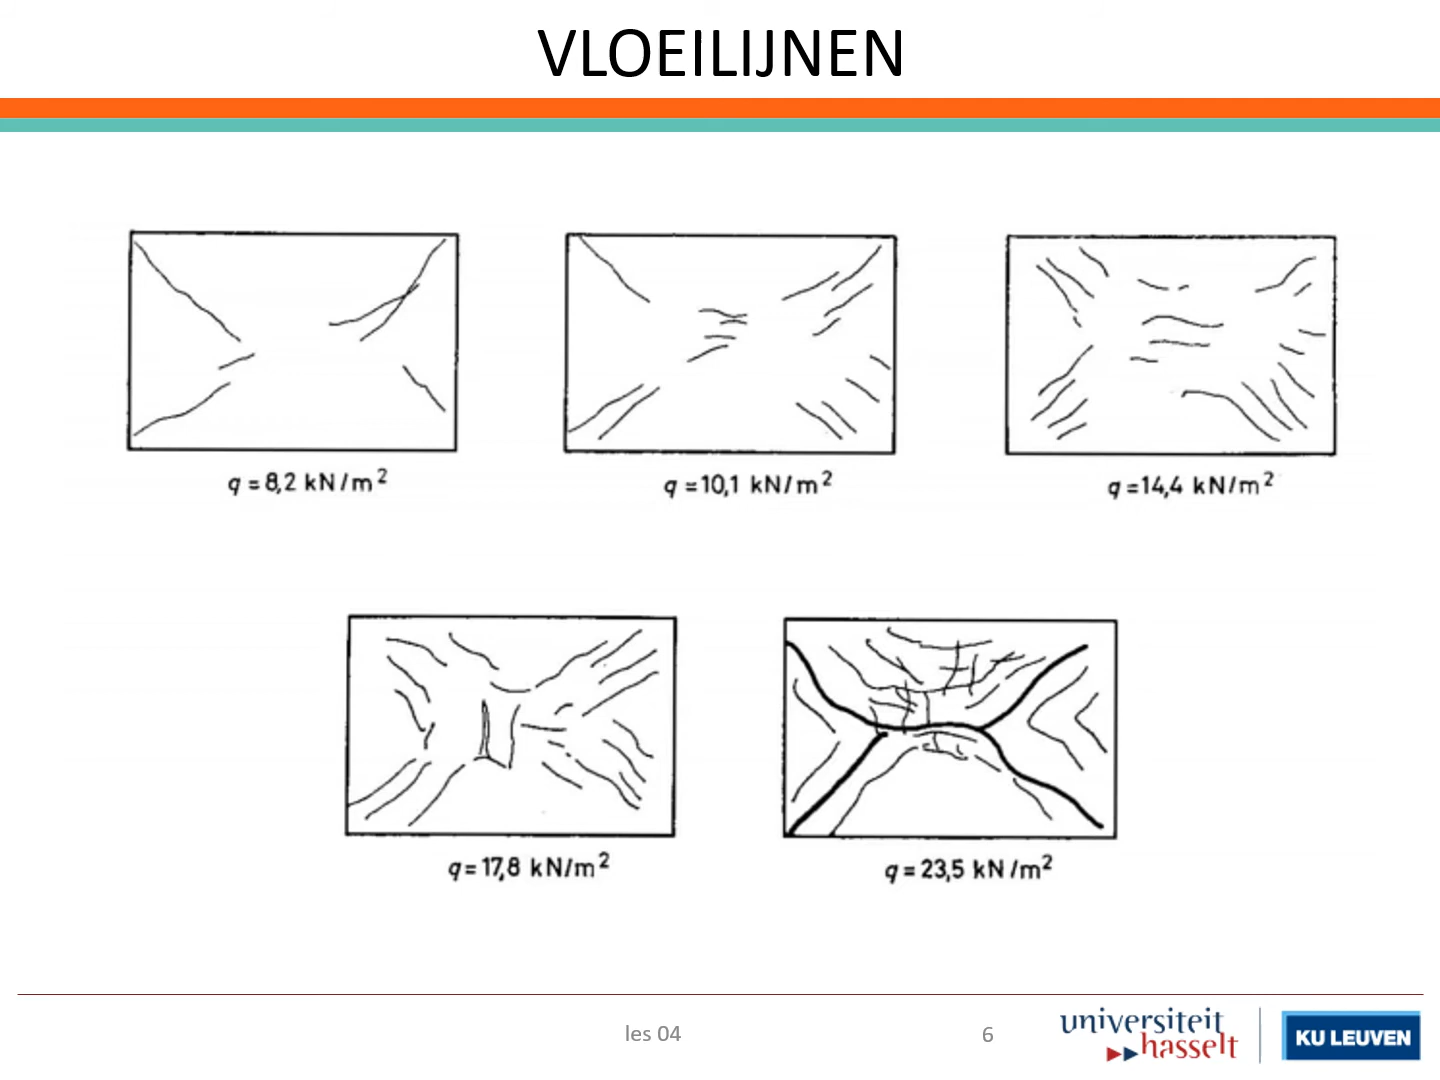 VLOEILIJNEN
q = 8,2 kN/m²
q = 10,1 kN/m²
q = 14,4 kN/m²
q = 17,8 kN/m²
q = 23,5 kN/m²
les 04
6
universiteit
hasselt
KU LEUVEN